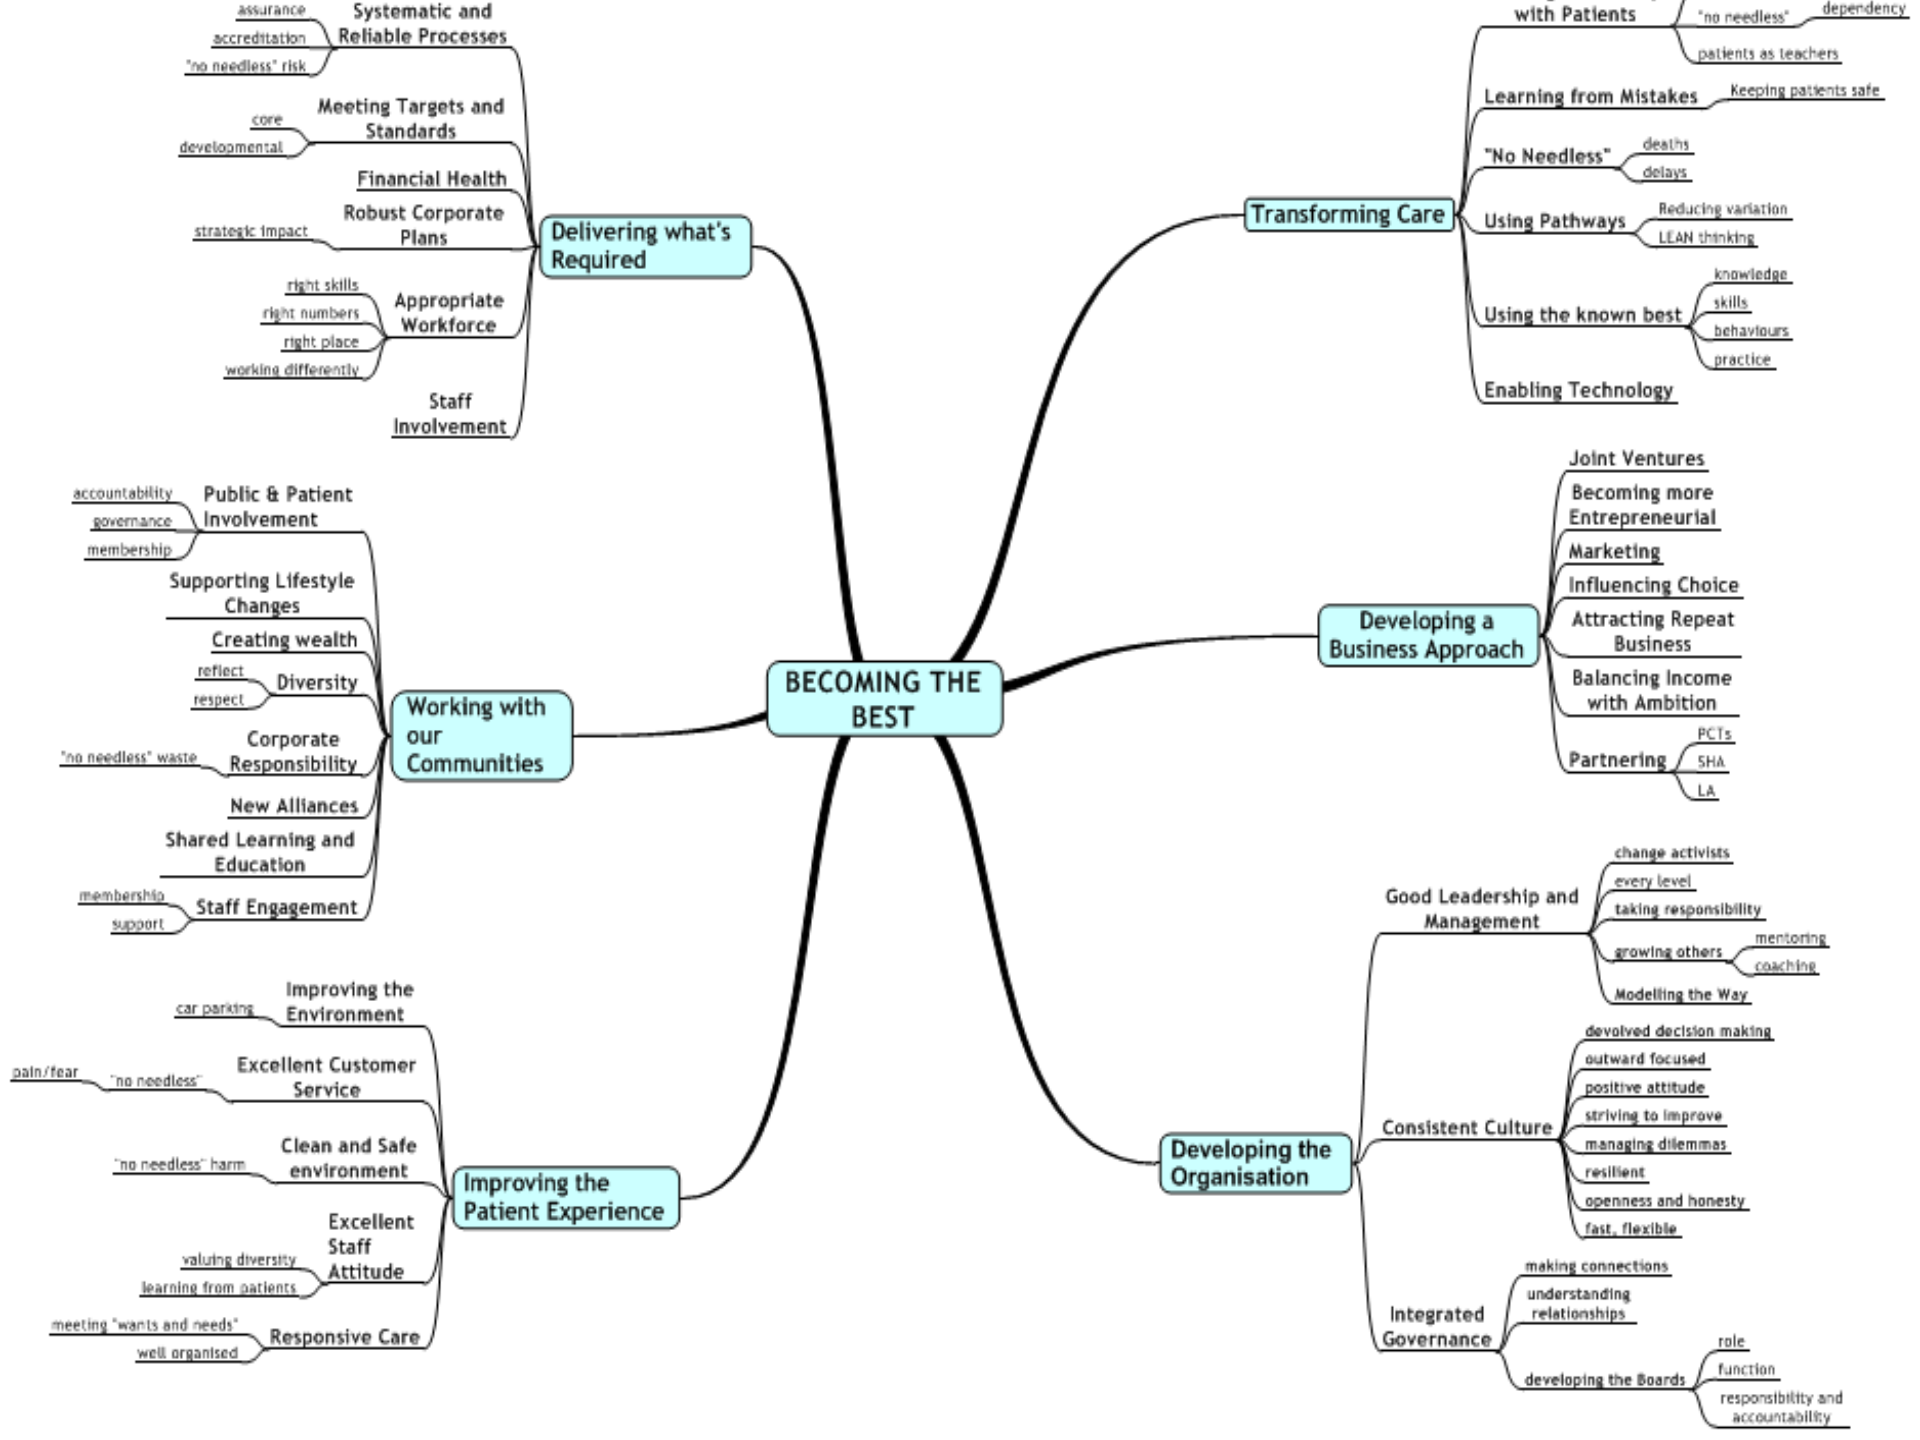 BECOMING THE
BEST
Delivering what's
Required
Systematic and
Reliable Processes
assurance
accreditation
"no needless" risk
Meeting Targets and
Standards
core
developmental
Financial Health
Robust Corporate
Plans
strategic impact
Appropriate
Workforce
right skills
right numbers
right place
working differently
Staff
Involvement
Working with
our
Communities
Public & Patient
Involvement
accountability
governance
membership
Supporting Lifestyle
Changes
Creating wealth
Diversity
reflect
respect
Corporate
Responsibility
"no needless" waste
New Alliances
Shared Learning and
Education
Staff Engagement
membership
support
Improving the
Patient Experience
Improving the
Environment
car parking
Excellent Customer
Service
"no needless"
pain/fear
Clean and Safe
environment
"no needless" harm
Excellent
Staff
Attitude
valuing diversity
learning from patients
Responsive Care
meeting "wants and needs"
well organised
Transforming Care
with Patients
"no needless"
dependency
patients as teachers
Learning from Mistakes
Keeping patients safe
"No Needless"
deaths
delays
Using Pathways
Reducing variation
LEAN thinking
Using the known best
knowledge
skills
behaviours
practice
Enabling Technology
Developing a
Business Approach
Joint Ventures
Becoming more
Entrepreneurial
Marketing
Influencing Choice
Attracting Repeat
Business
Balancing Income
with Ambition
Partnering
PCTs
SHA
LA
Developing the
Organisation
Good Leadership and
Management
change activists
every level
taking responsibility
growing others
mentoring
coaching
Modelling the Way
Consistent Culture
devolved decision making
outward focused
positive attitude
striving to improve
managing dilemmas
resilient
openness and honesty
fast, flexible
Integrated
Governance
making connections
understanding
relationships
developing the Boards
role
function
responsibility and
accountability